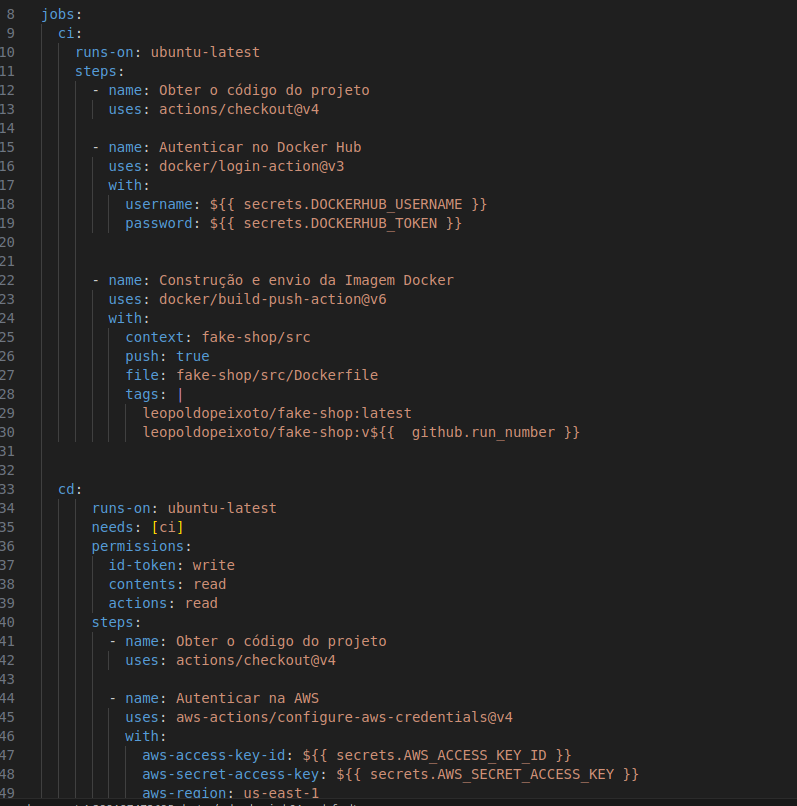 8 jobs:
9 ci:
10 runs-on: ubuntu-latest
11 steps:
12 - name: Obter o código do projeto
13 uses: actions/checkout@v4
14
15 - name: Autenticar no Docker Hub
16 uses: docker/login-action@v3
17 with:
18 username: ${{ secrets.DOCKERHUB_USERNAME }}
19 password: ${{ secrets.DOCKERHUB_TOKEN }}
20
21
22 - name: Construção e envio da Imagem Docker
23 uses: docker/build-push-action@v6
24 with:
25 context: fake-shop/src
26 push: true
27 file: fake-shop/src/Dockerfile
28 tags: |
29 leopoldopeixoto/fake-shop:latest
30 leopoldopeixoto/fake-shop:v${{  github.run_number }}
31
32
33 cd:
34 runs-on: ubuntu-latest
35 needs: [ci]
36 permissions:
37 id-token: write
38 contents: read
39 actions: read
40 steps:
41 - name: Obter o código do projeto
42 uses: actions/checkout@v4
43
44 - name: Autenticar na AWS
45 uses: aws-actions/configure-aws-credentials@v4
46 with:
47 aws-access-key-id: ${{ secrets.AWS_ACCESS_KEY_ID }}
48 aws-secret-access-key: ${{ secrets.AWS_SECRET_ACCESS_KEY }}
49 aws-region: us-east-1